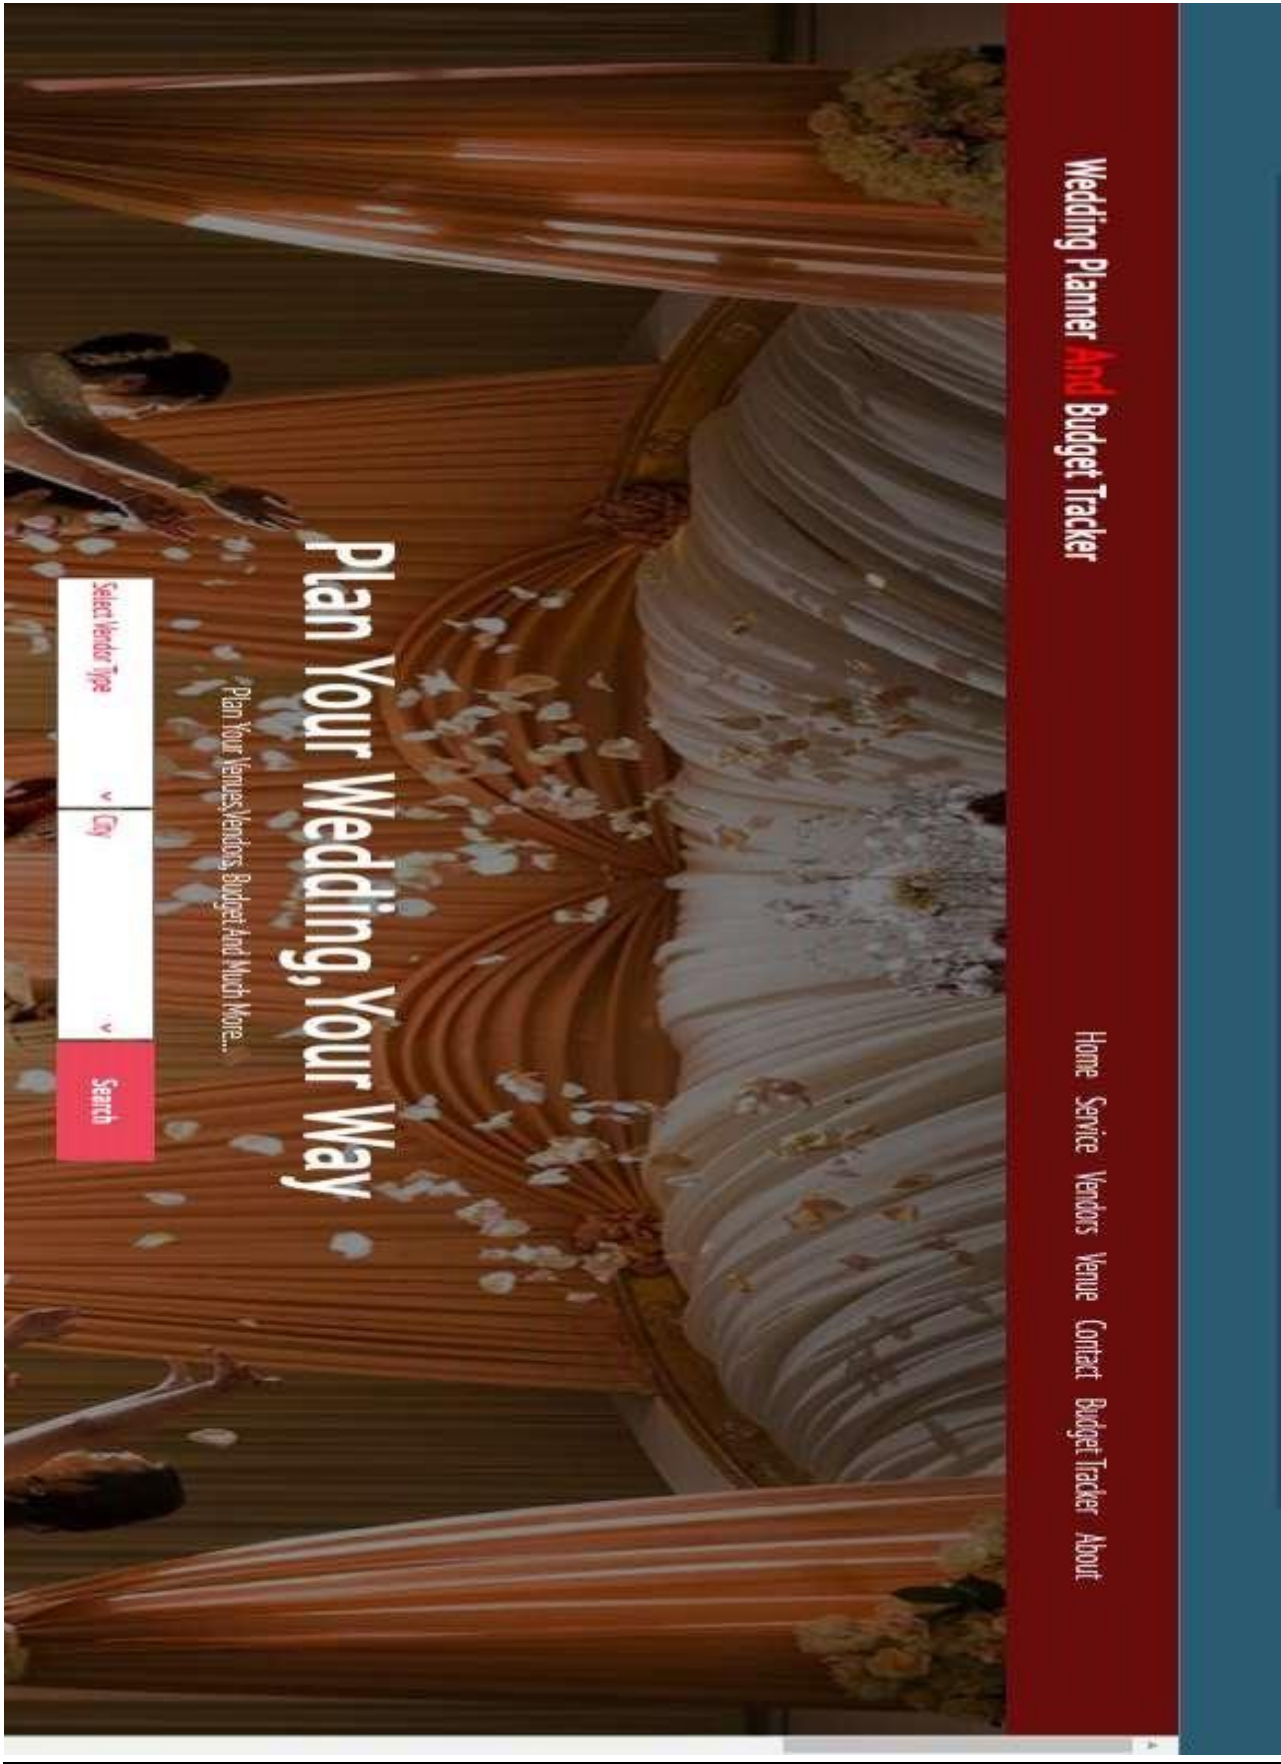 Wedding Planner And Budget Tracker
Home Service Vendors Venue Contact Budget Tracker About
Plan Your Wedding,Your Way
"Plan Your Venues,Vendors, Budget And Much More...
Select Vendor Type City Search